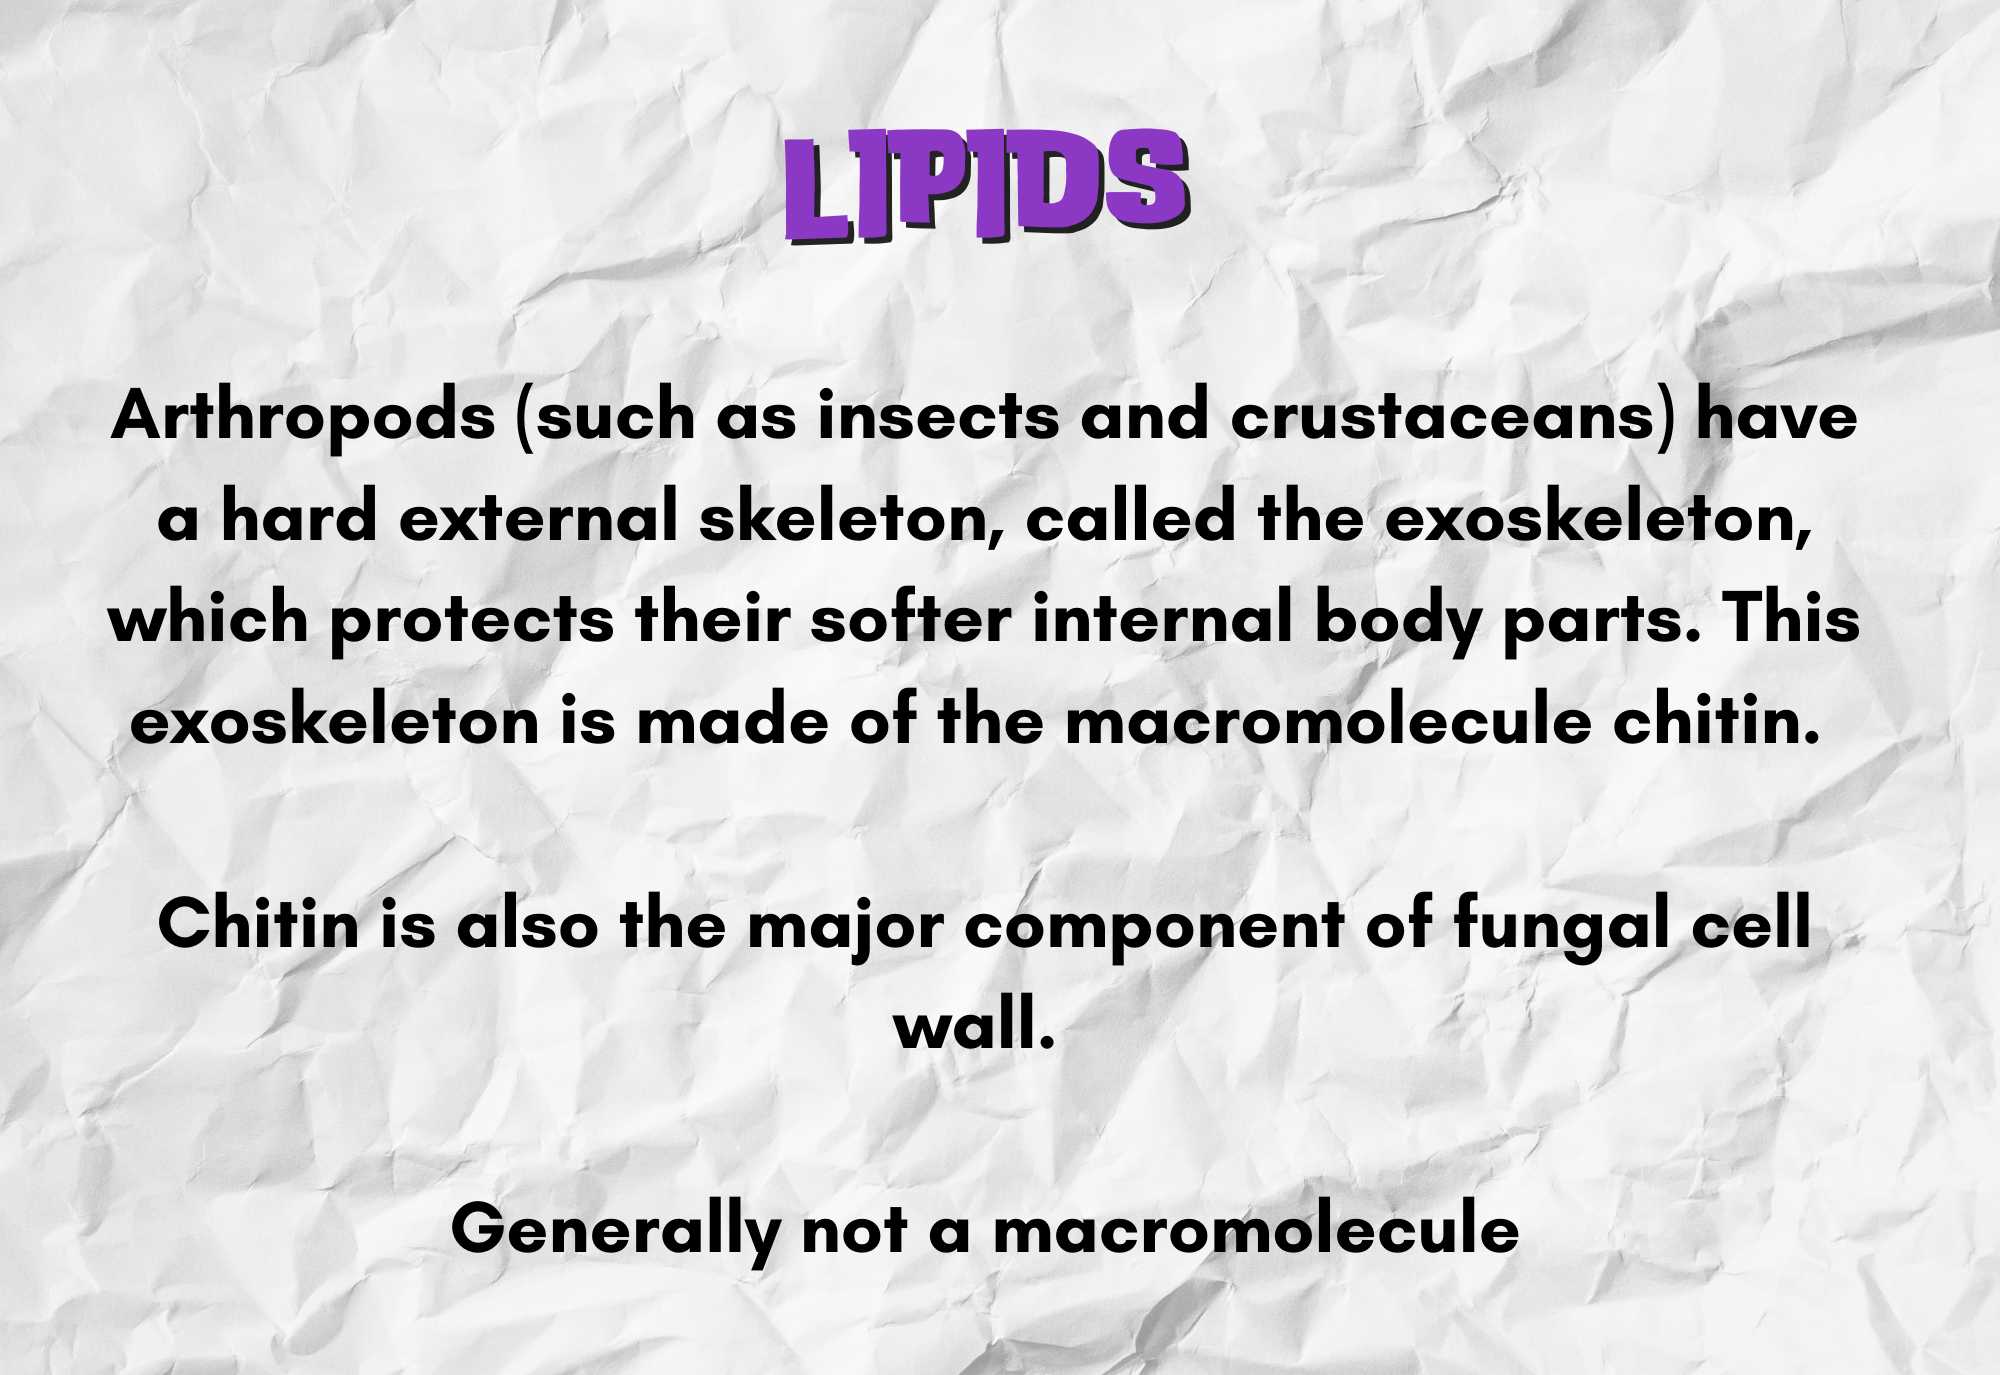 LIPIDS
Arthropods (such as insects and crustaceans) have
a hard external skeleton, called the exoskeleton,
which protects their softer internal body parts. This
exoskeleton is made of the macromolecule chitin.
Chitin is also the major component of fungal cell
wall.
Generally not a macromolecule